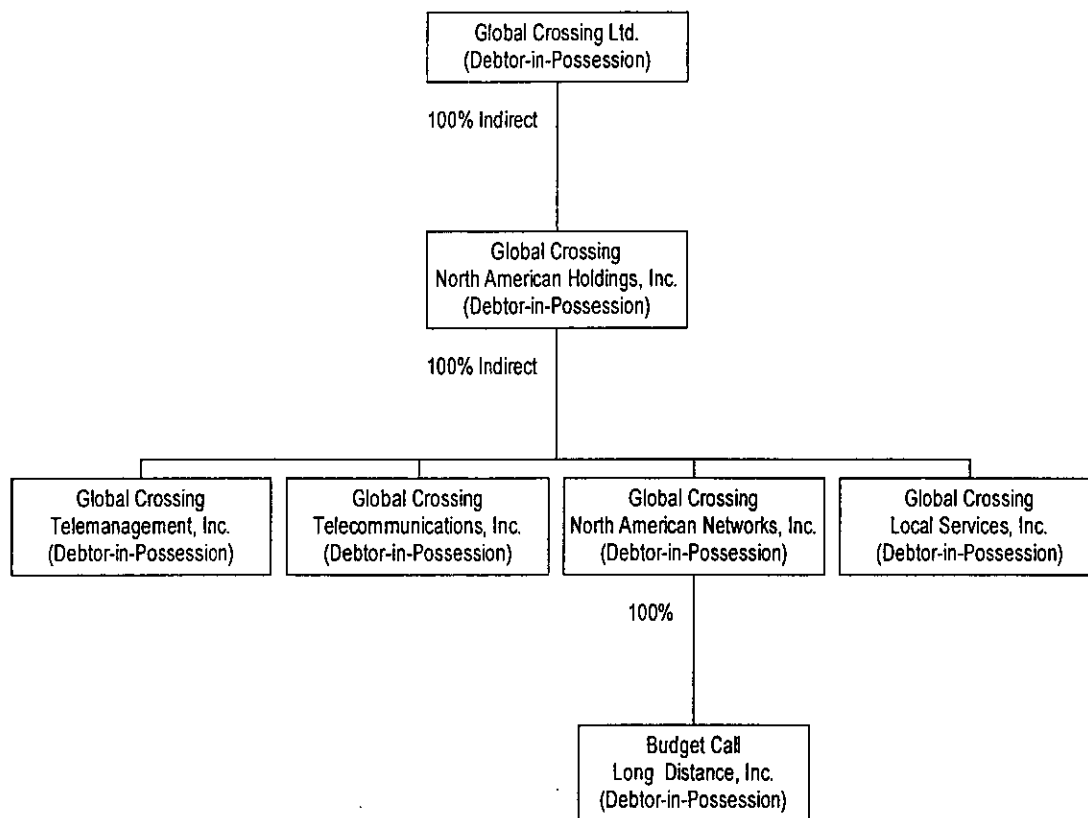 Global Crossing Ltd.
(Debtor-in-Possession)
100% Indirect
Global Crossing
North American Holdings, Inc.
(Debtor-in-Possession)
100% Indirect
Global Crossing
Telemanagement, Inc.
(Debtor-in-Possession)
Global Crossing
Telecommunications, Inc.
(Debtor-in-Possession)
Global Crossing
North American Networks, Inc.
(Debtor-in-Possession)
Global Crossing
Local Services, Inc.
(Debtor-in-Possession)
100%
Budget Call
Long Distance, Inc.
(Debtor-in-Possession)